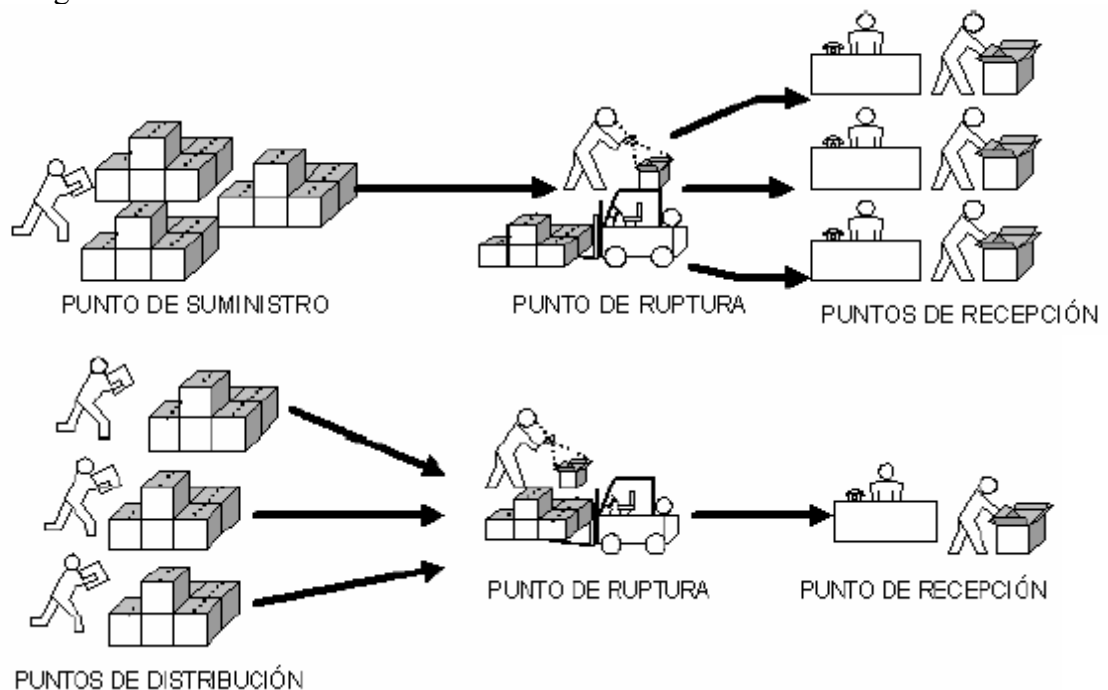 PUNTO DE SUMINISTRO
PUNTO DE RUPTURA
PUNTOS DE RECEPCIÓN
PUNTO DE RUPTURA
PUNTO DE RECEPCIÓN
PUNTOS DE DISTRIBUCIÓN